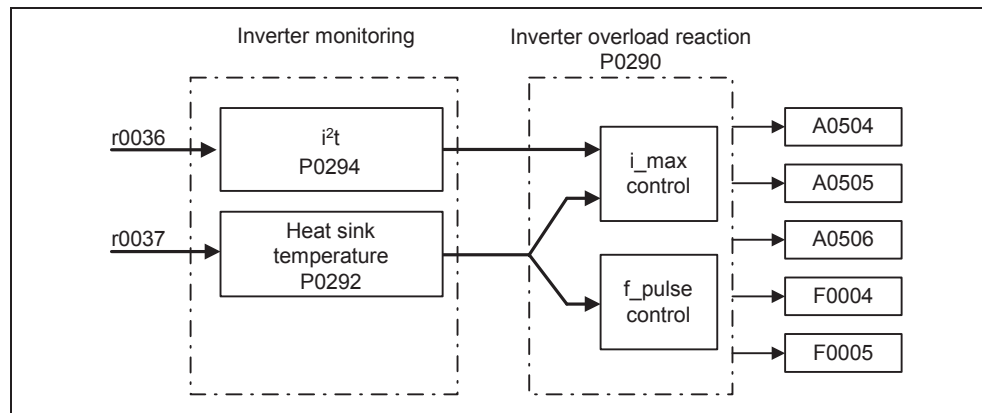 Inverter monitoring
Inverter overload reaction
P0290
r0036
i²t
P0294
r0037
Heat sink
temperature
P0292
i_max
control
f_pulse
control
A0504
A0505
A0506
F0004
F0005